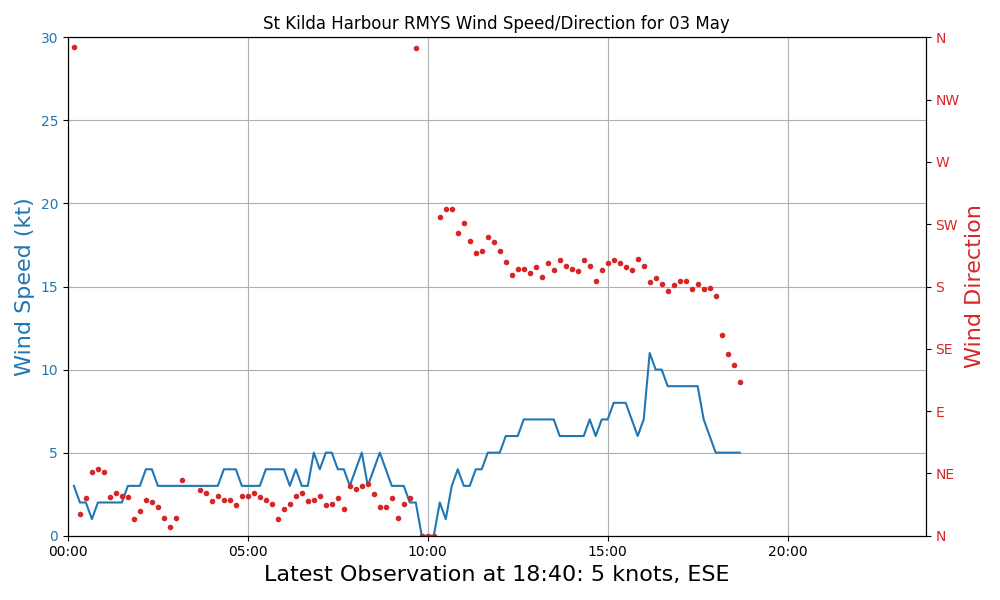 St Kilda Harbour RMYS Wind Speed/Direction for 03 May
30
25
20
15
10
5
0
Wind Speed (kt)
N
NW
W
SW
S
SE
E
NE
N
Wind Direction
00:00 05:00 10:00 15:00 20:00
Latest Observation at 18:40: 5 knots, ESE